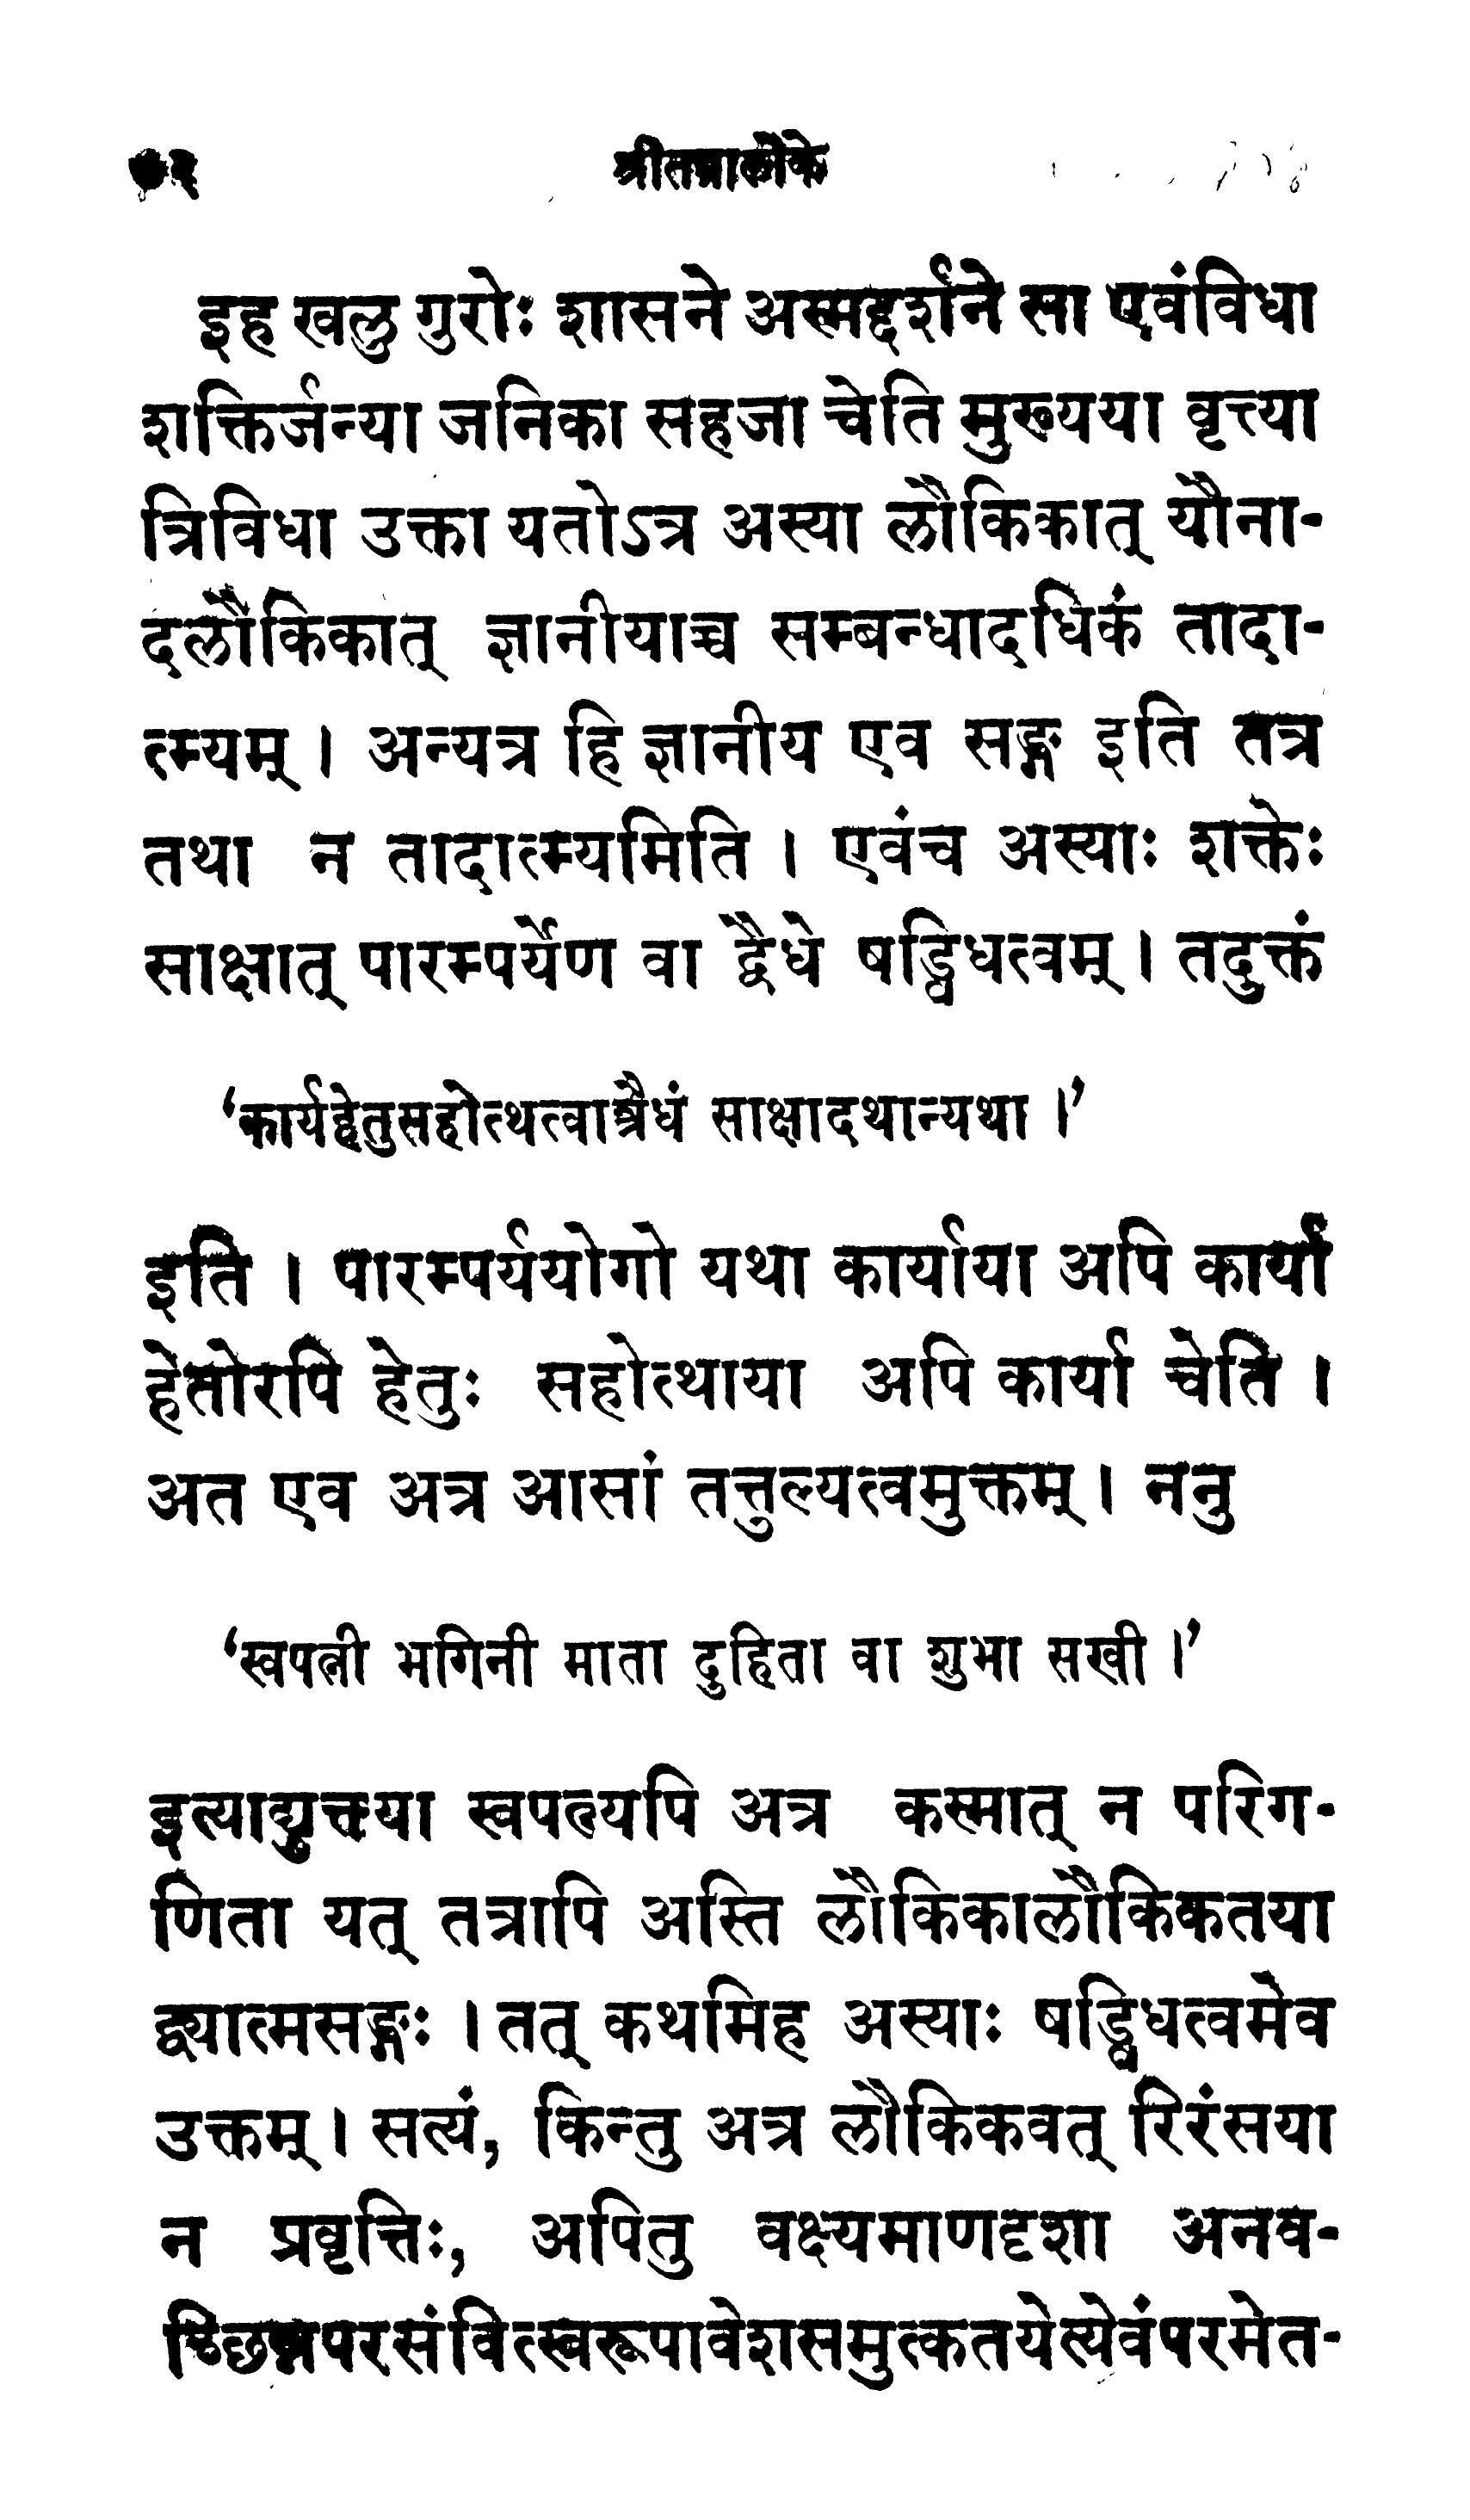 श्रीतन्त्रालोके
इह खलु गुरोः शासने अस्मद्दर्शने सा एवंविधा
शक्तिर्जन्या जनिका सहजा चेति मुख्यया वृत्त्या
त्रिविधा उक्ता यतोऽत्र अस्या लौकिकात् यौना-
दलौकिकात् ज्ञानीयाच्च सम्बन्धादधिकं तादा-
त्म्यम् । अन्यत्र हि ज्ञानीय एव सङ्ग इति तत्र
तथा न तादात्म्यमिति । एवंच अस्याः शक्तेः
साक्षात् पारम्पर्येण वा द्वैधे षड्विधत्वम् । तदुक्तं
‘कार्यहेतुसहोत्थत्वात्त्रैधं साक्षादथान्यथा ।’
इति । पारम्पर्ययोगो यथा कार्याया अपि कार्या
हेतोरपि हेतुः सहोत्थाया अपि कार्या चेति ।
अत एव अत्र आसां तत्तुल्यत्वमुक्तम् । ननु
‘स्वपत्नी भगिनी माता दुहिता वा शुभा सखी ।’
इत्याद्युक्त्या स्वपत्न्यपि अत्र कस्मात् न परिग-
णिता यत् तत्रापि अस्ति लौकिकालौकिकतया
द्व्यात्मसङ्गः । तत् कथमिह अस्याः षड्विधत्वमेव
उक्तम् । सत्यं, किन्तु अत्र लौकिकवत् रिरंसया
न प्रवृत्तिः, अपितु वक्ष्यमाणदृशा अनव-
च्छिन्नपरसंवित्स्वरूपावेशसमुत्कतयेत्येवंपरमेत-